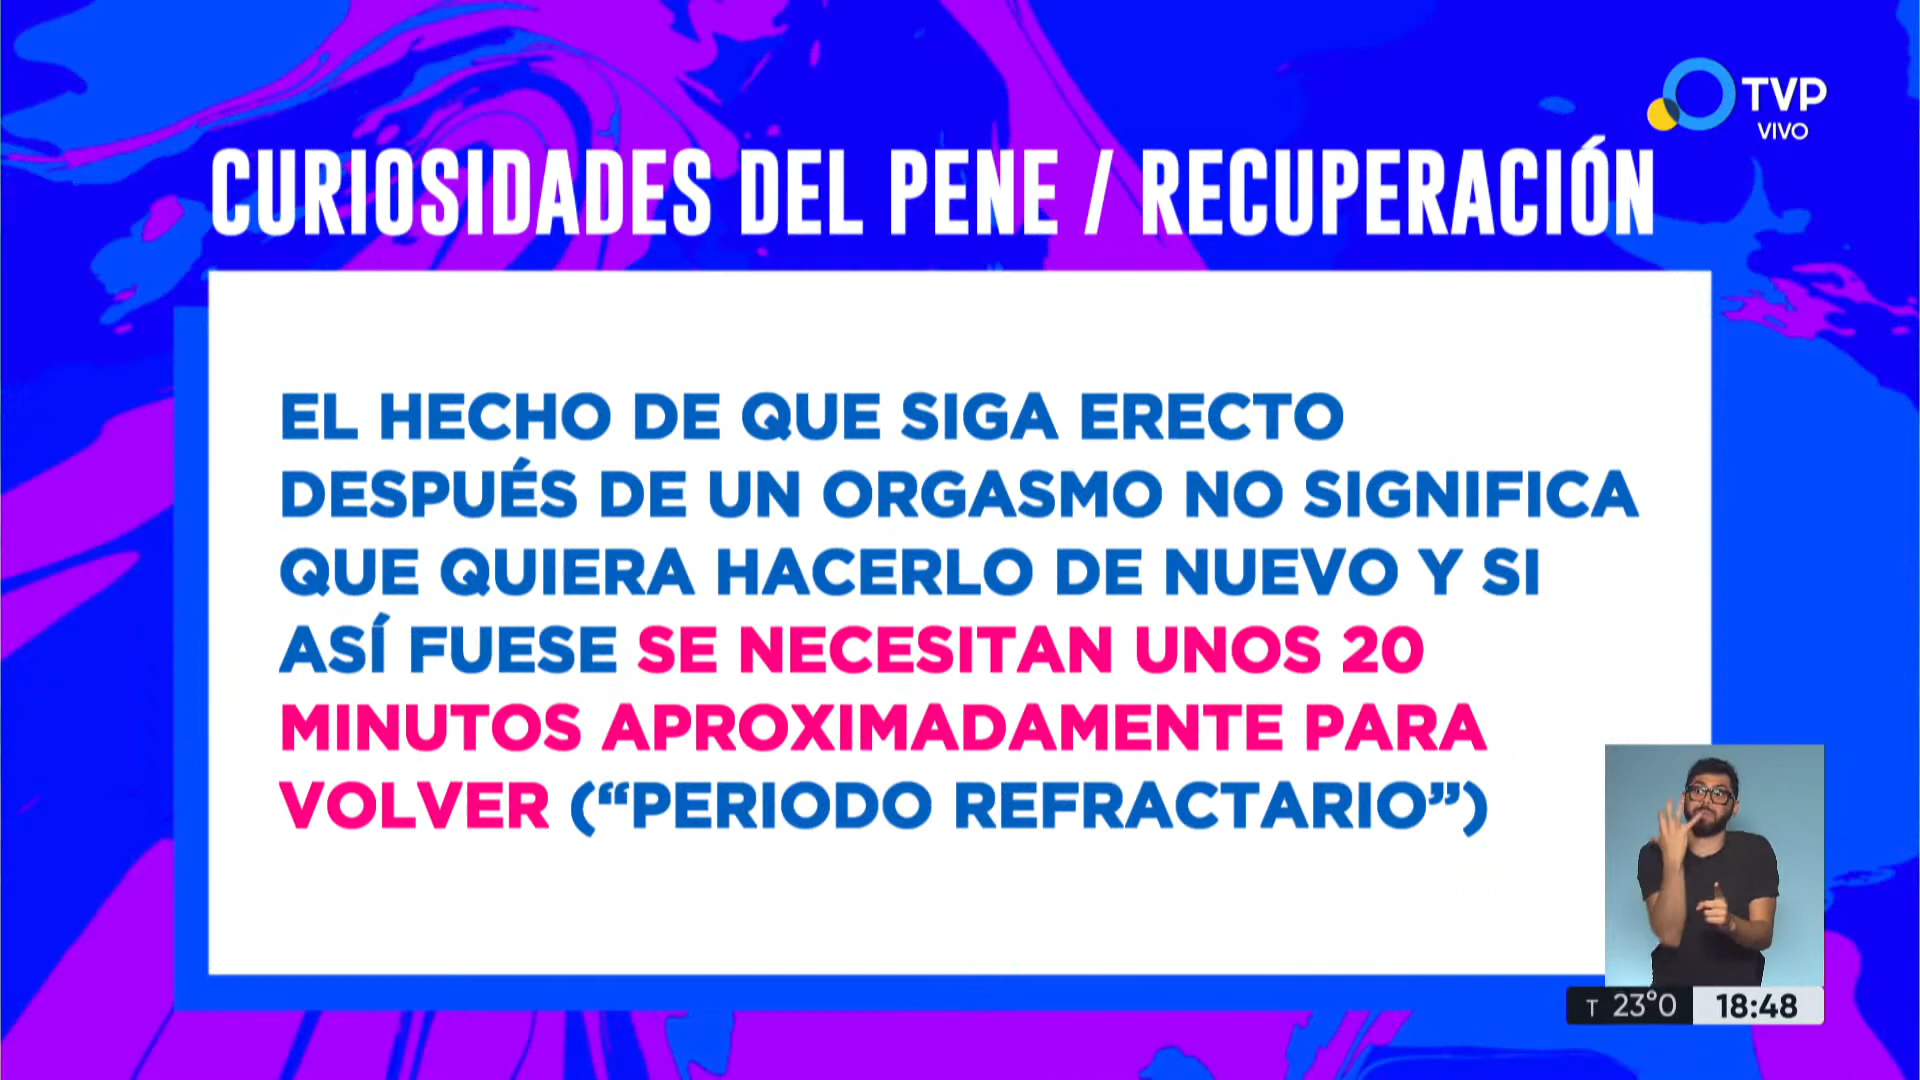 TVP
VIVO
CURIOSIDADES DEL PENE / RECUPERACIÓN
EL HECHO DE QUE SIGA ERECTO
DESPUÉS DE UN ORGASMO NO SIGNIFICA
QUE QUIERA HACERLO DE NUEVO Y SI
ASÍ FUESE SE NECESITAN UNOS 20
MINUTOS APROXIMADAMENTE PARA
VOLVER (“PERIODO REFRACTARIO”)
T 23°0 18:48